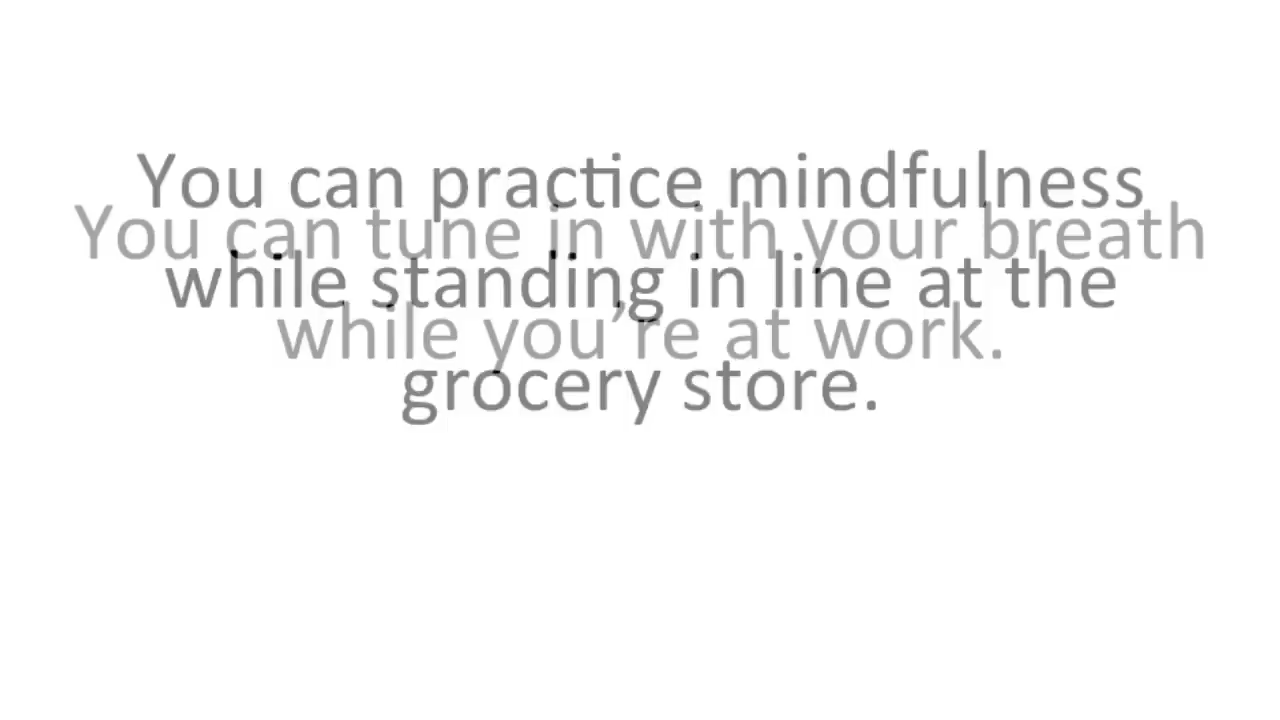 You can practice mindfulness
You can tune in with your breath
while standing in line at the
while you’re at work.
grocery store.